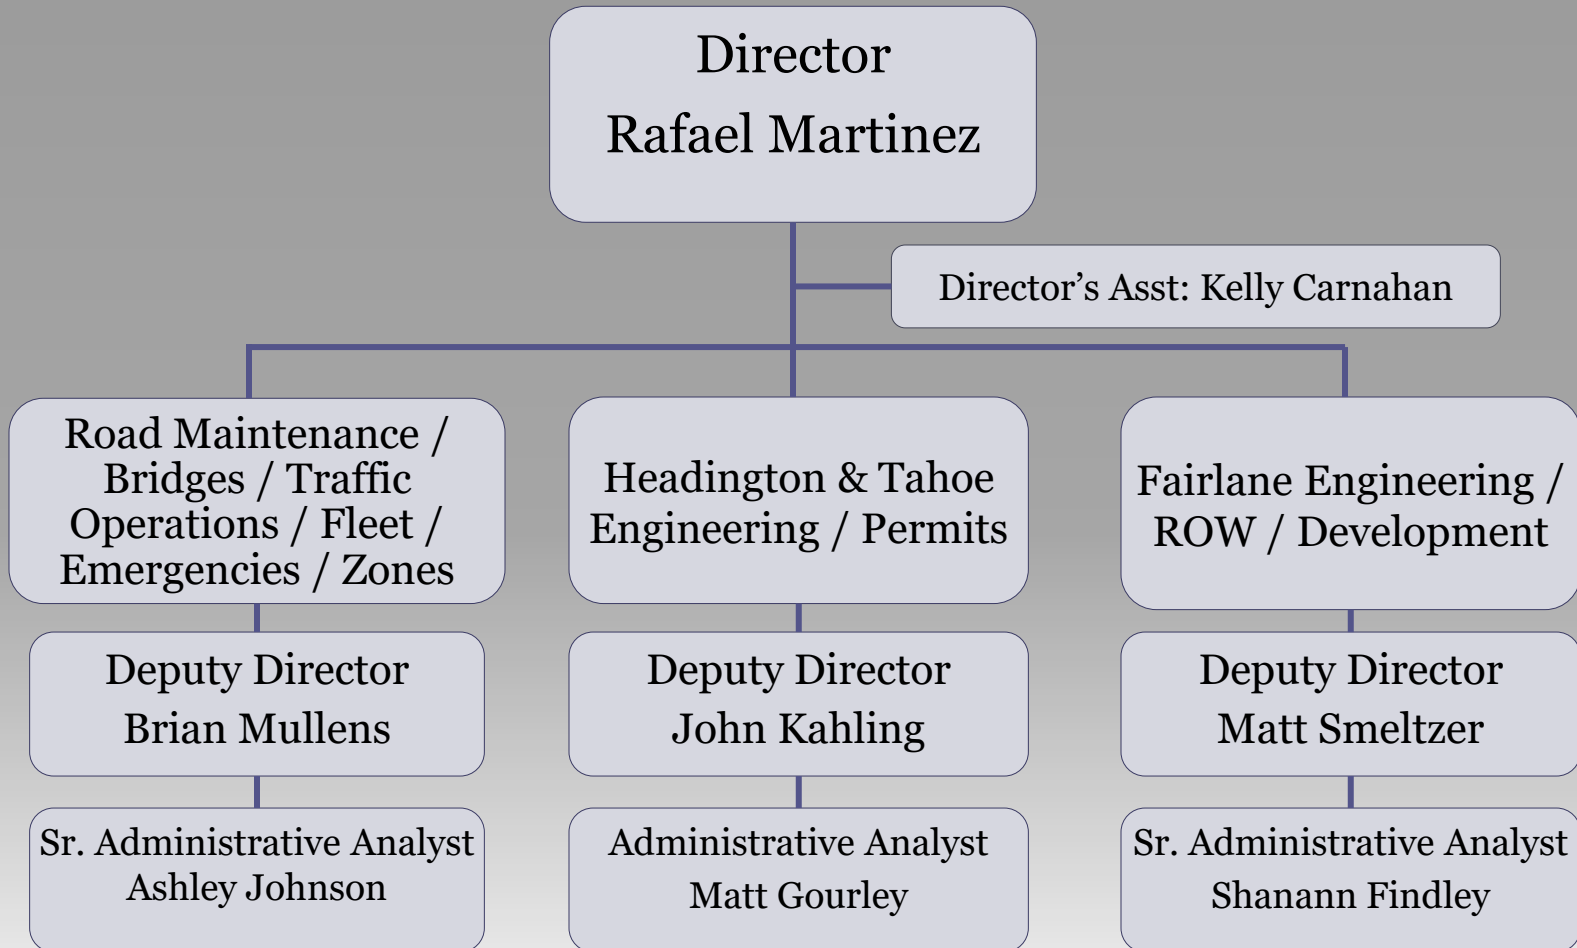 Director
Rafael Martinez
Director’s Asst: Kelly Carnahan
Road Maintenance /
Bridges / Traffic
Operations / Fleet /
Emergencies / Zones
Headington & Tahoe
Engineering / Permits
Fairlane Engineering /
ROW / Development
Deputy Director
Brian Mullens
Deputy Director
John Kahling
Deputy Director
Matt Smeltzer
Sr. Administrative Analyst
Ashley Johnson
Administrative Analyst
Matt Gourley
Sr. Administrative Analyst
Shanann Findley